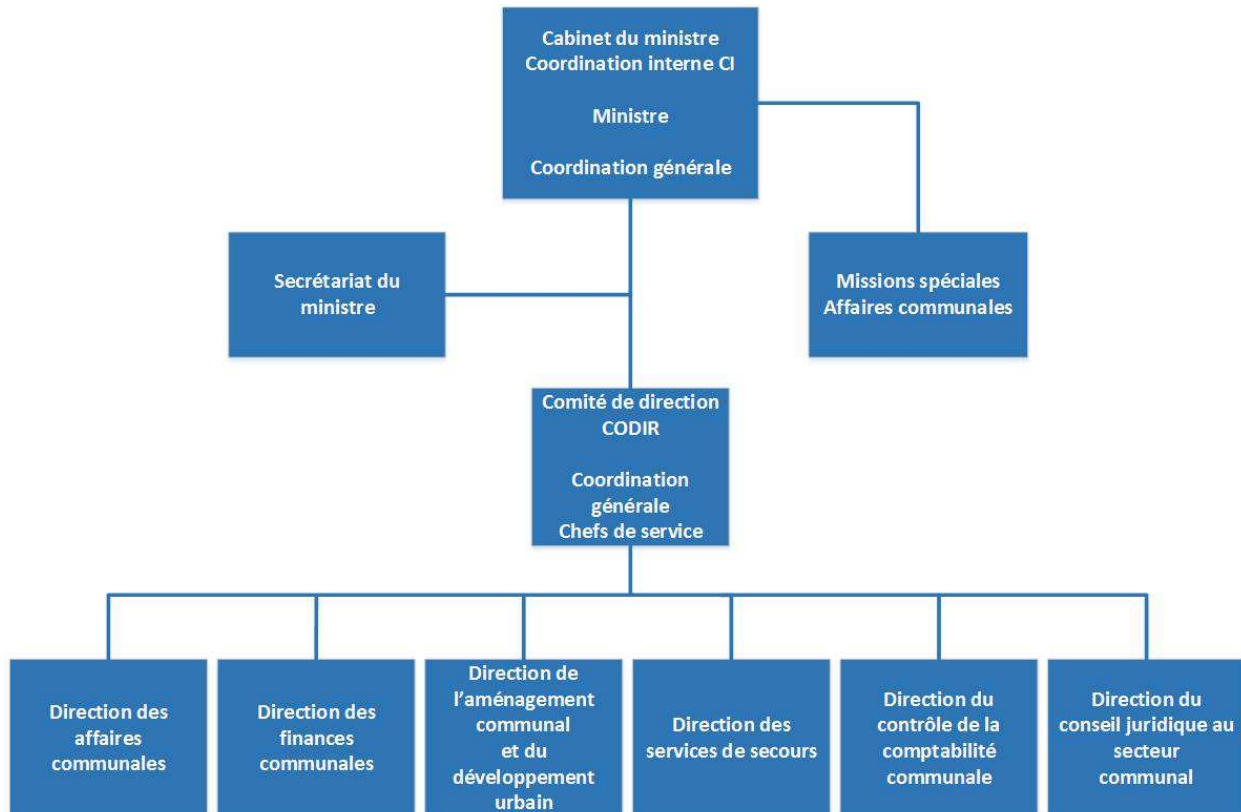 Cabinet du ministre
Coordination interne CI
Ministre
Coordination générale
Secrétariat du
ministre
Missions spéciales
Affaires communales
Comité de direction
CODIR
Coordination
générale
Chefs de service
Direction des
affaires
communales
Direction des
finances
communales
Direction de
l’aménagement
communal
et du
développement
urbain
Direction des
services de secours
Direction du
contrôle de la
comptabilité
communale
Direction du
conseil juridique au
secteur
communal